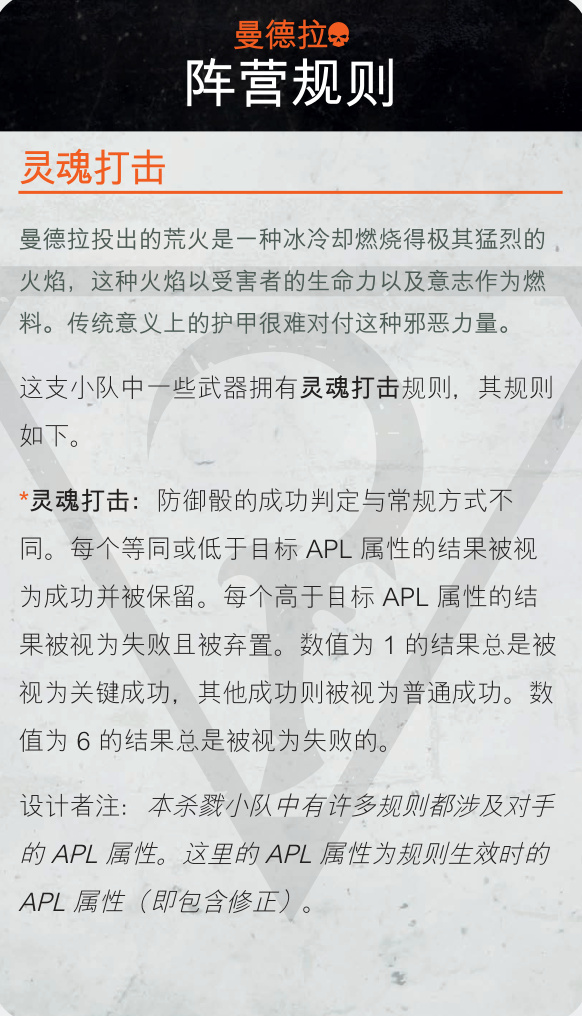 曼德拉
阵营规则
灵魂打击
曼德拉投出的荒火是一种冰冷却燃烧得极其猛烈的
火焰，这种火焰以受害者的生命力以及意志作为燃
料。传统意义上的护甲很难对付这种邪恶力量。
这支小队中一些武器拥有灵魂打击规则，其规则
如下。
*灵魂打击：防御骰的成功判定与常规方式不
同。每个等同或低于目标 APL 属性的结果被视
为成功并被保留。每个高于目标 APL 属性的结
果被视为失败且被弃置。数值为 1 的结果总是被
视为关键成功，其他成功则被视为普通成功。数
值为 6 的结果总是被视为失败的。
设计者注：本杀戮小队中有许多规则都涉及对手
的 APL 属性。这里的 APL 属性为规则生效时的
APL 属性（即包含修正）。